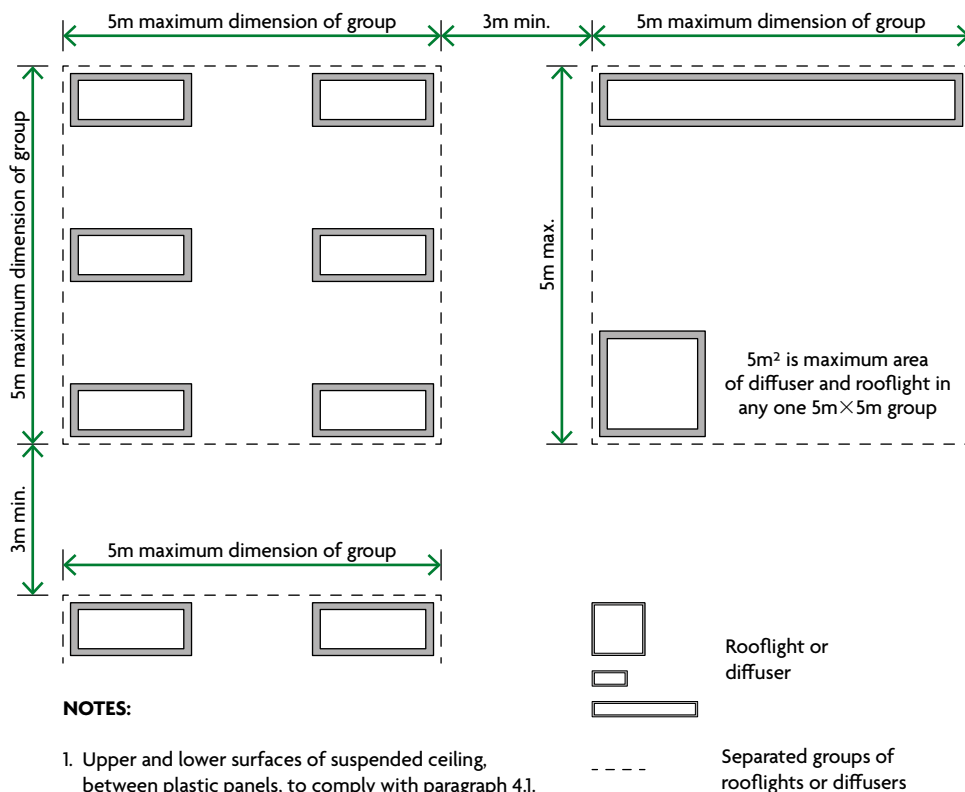 5m maximum dimension of group
3m min.
5m maximum dimension of group
5m maximum dimension of group
5m max.
5m² is maximum area
of diffuser and rooflight in
any one 5m×5m group
3m min.
5m maximum dimension of group
Rooflight or
diffuser
NOTES:
1. Upper and lower surfaces of suspended ceiling,
between plastic panels, to comply with paragraph 4.1.
Separated groups of
rooflights or diffusers